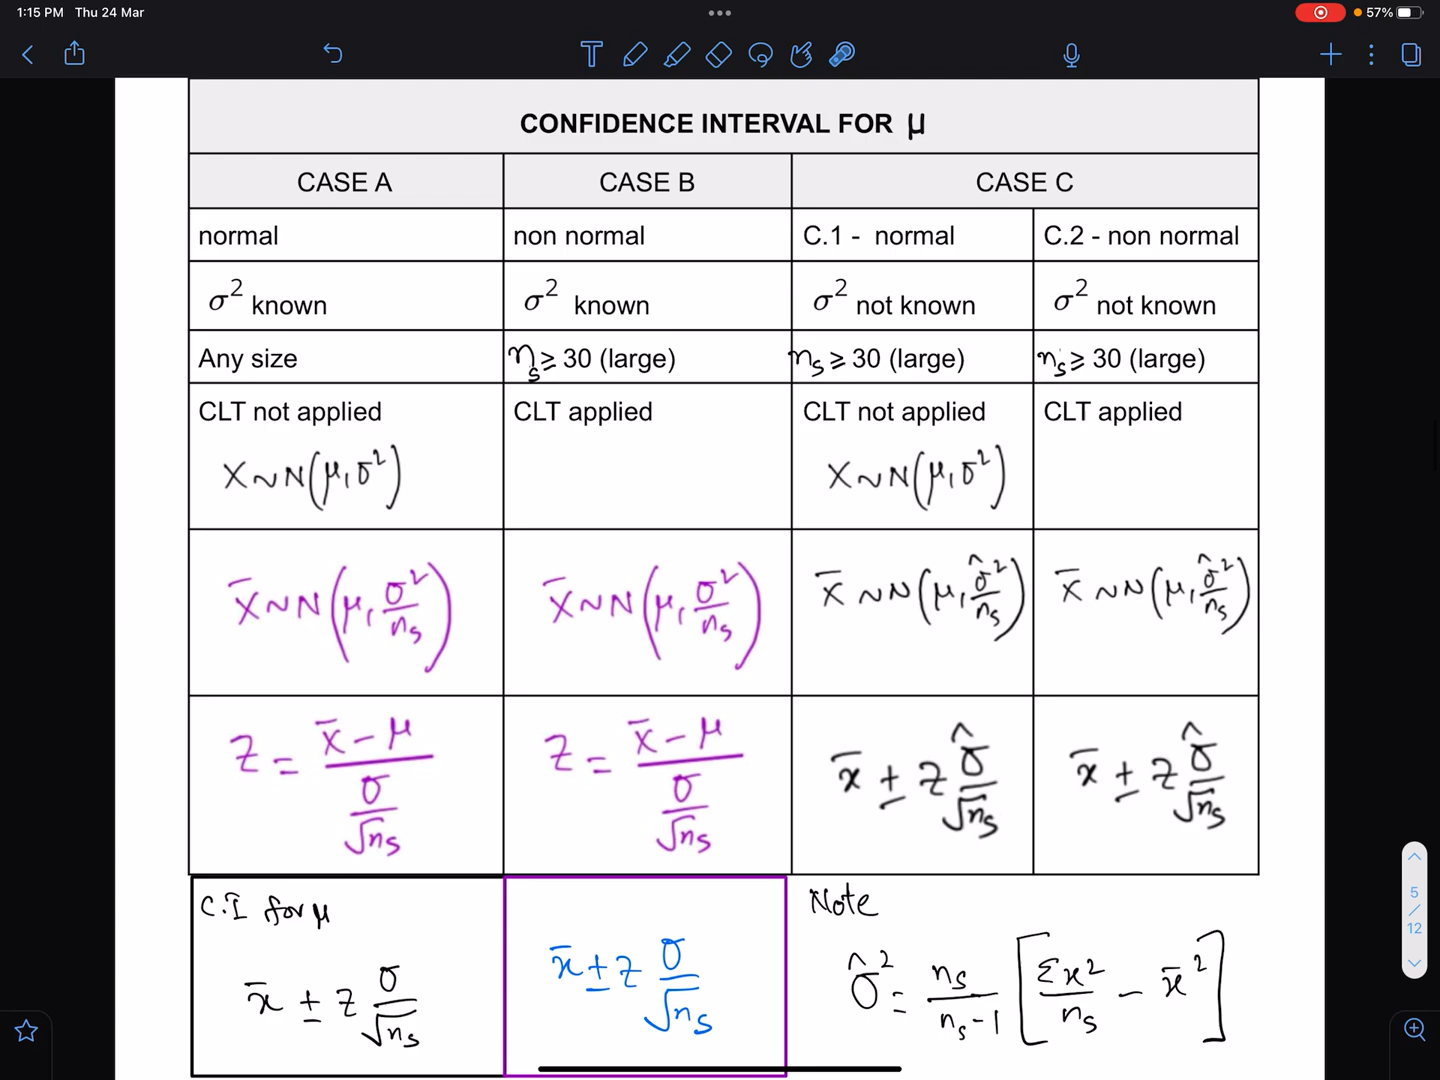 1:15 PM Thu 24 Mar
57%
T
CONFIDENCE INTERVAL FOR μ
CASE A CASE B CASE C
normal non normal C.1 - normal C.2 - non normal
σ² known σ² known σ² not known σ² not known
Any size nₛ ≥ 30 (large) nₛ ≥ 30 (large) nₛ ≥ 30 (large)
CLT not applied CLT applied CLT not applied CLT applied
X ~ N(μ, σ²) X ~ N(μ, σ²)
X̄ ~ N(μ, σ²/nₛ) X̄ ~ N(μ, σ²/nₛ) X̄ ~ N(μ, σ̂²/nₛ) X̄ ~ N(μ, σ̂²/nₛ)
Z = (x̄ - μ)/(σ/√nₛ) Z = (x̄ - μ)/(σ/√nₛ) x̄ ± z σ̂/√nₛ x̄ ± z σ̂/√nₛ
C.I for μ Note
x̄ ± z σ/√nₛ x̄ ± z σ/√nₛ σ̂² = nₛ/(nₛ-1) [Σx²/nₛ - x̄²]
5
/
12